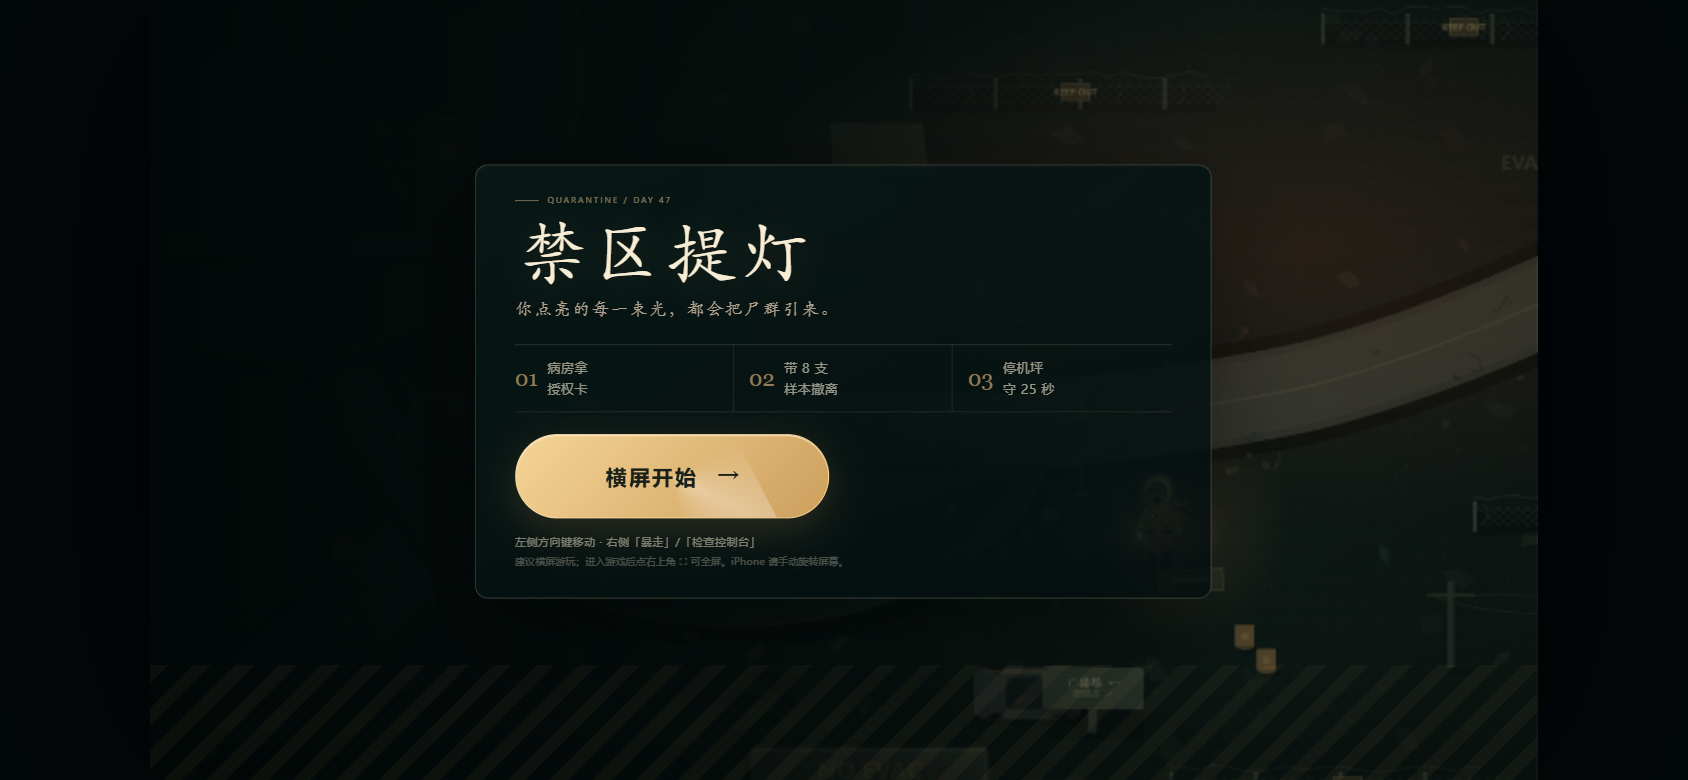 KEEP OUT
KEEP OUT
EVA
QUARANTINE / DAY 47
禁区提灯
你点亮的每一束光，都会把尸群引来。
01
病房拿
授权卡
02
带 8 支
样本撤离
03
停机坪
守 25 秒
横屏开始 →
左侧方向键移动 · 右侧「暴走」/「检查控制台」
建议横屏游玩；进入游戏后点右上角 ⛶ 可全屏。iPhone 请手动旋转屏幕。
NO EVAC